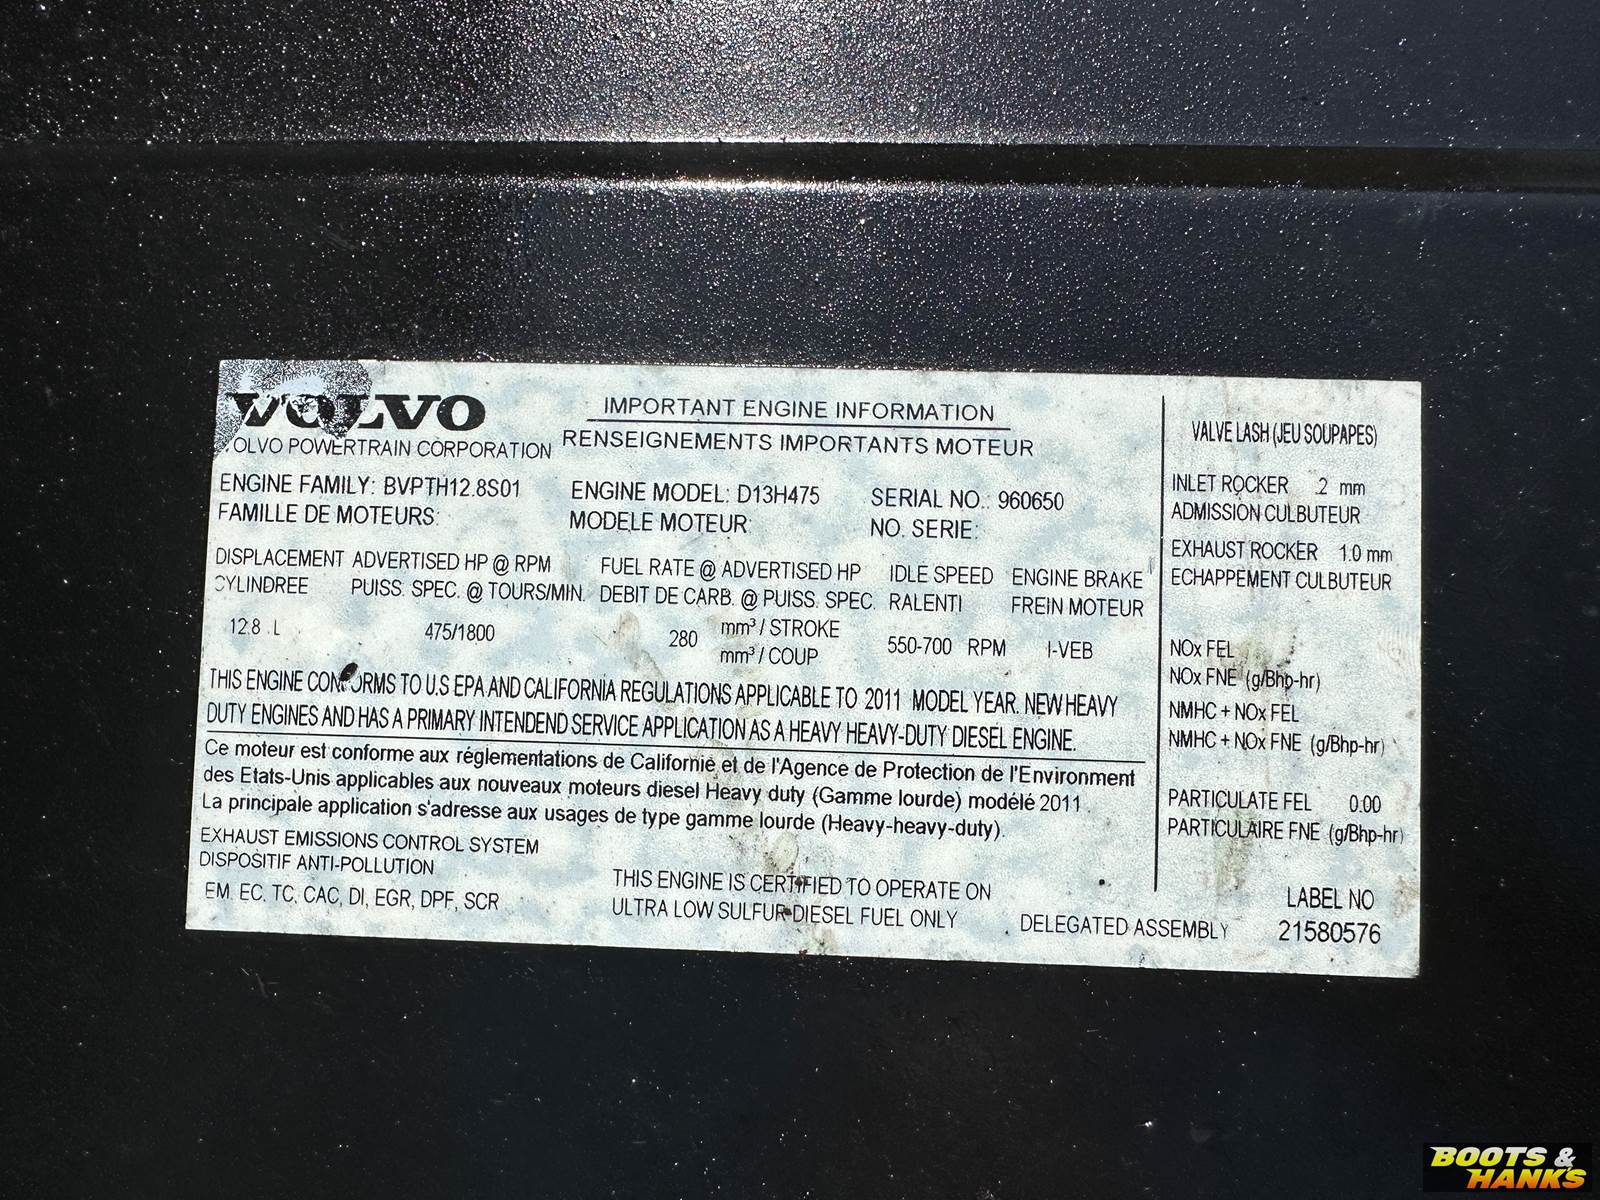 VOLVO
VOLVO POWERTRAIN CORPORATION
IMPORTANT ENGINE INFORMATION
RENSEIGNEMENTS IMPORTANTS MOTEUR
ENGINE FAMILY: BVPTH12.8S01
FAMILLE DE MOTEURS:
ENGINE MODEL: D13H475
MODELE MOTEUR:
SERIAL NO.: 960650
NO. SERIE:
DISPLACEMENT
CYLINDREE
12.8 L
ADVERTISED HP @ RPM
PUISS. SPEC. @ TOURS/MIN.
475/1800
FUEL RATE @ ADVERTISED HP
DEBIT DE CARB. @ PUISS. SPEC.
280
mm³ / STROKE
mm³ / COUP
IDLE SPEED
RALENTI
550-700 RPM
ENGINE BRAKE
FREIN MOTEUR
I-VEB
THIS ENGINE CONFORMS TO U.S EPA AND CALIFORNIA REGULATIONS APPLICABLE TO 2011 MODEL YEAR. NEW HEAVY
DUTY ENGINES AND HAS A PRIMARY INTENDEND SERVICE APPLICATION AS A HEAVY HEAVY-DUTY DIESEL ENGINE.
Ce moteur est conforme aux réglementations de Californie et de l'Agence de Protection de l'Environment
des Etats-Unis applicables aux nouveaux moteurs diesel Heavy duty (Gamme lourde) modélé 2011.
La principale application s'adresse aux usages de type gamme lourde (Heavy-heavy-duty).
EXHAUST EMISSIONS CONTROL SYSTEM
DISPOSITIF ANTI-POLLUTION
EM. EC, TC, CAC, DI, EGR, DPF, SCR
THIS ENGINE IS CERTIFIED TO OPERATE ON
ULTRA LOW SULFUR DIESEL FUEL ONLY
DELEGATED ASSEMBLY
VALVE LASH (JEU SOUPAPES)
INLET ROCKER .2 mm
ADMISSION CULBUTEUR
EXHAUST ROCKER 1.0 mm
ECHAPPEMENT CULBUTEUR
NOx FEL
NOx FNE (g/Bhp-hr)
NMHC + NOx FEL
NMHC + NOx FNE (g/Bhp-hr)
PARTICULATE FEL 0.00
PARTICULAIRE FNE (g/Bhp-hr)
LABEL NO
21580576
BOOTS &
HANKS